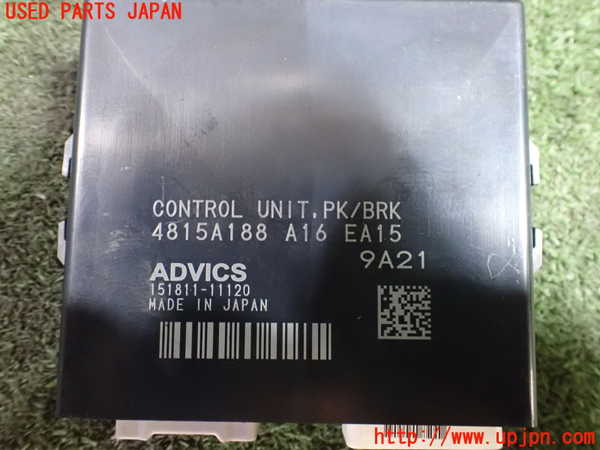 USED PARTS JAPAN
CONTROL UNIT.PK/BRK
4815A188 A16 EA15
9A21
ADVICS
151811-11120
MADE IN JAPAN
http://www.upjpn.com/